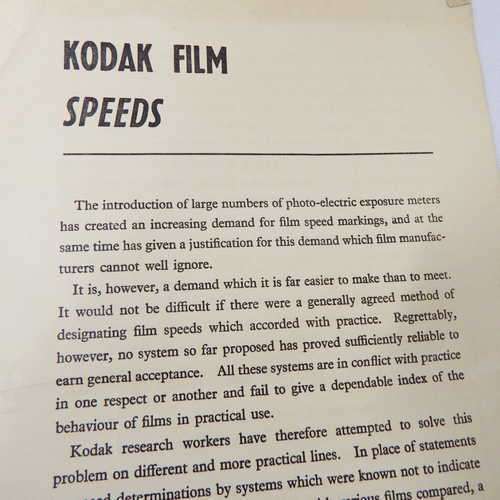 KODAK FILM
SPEEDS
The introduction of large numbers of photo-electric exposure meters
has created an increasing demand for film speed markings, and at the
same time has given a justification for this demand which film manufac-
turers cannot well ignore.
It is, however, a demand which it is far easier to make than to meet.
It would not be difficult if there were a generally agreed method of
designating film speeds which accorded with practice. Regrettably,
however, no system so far proposed has proved sufficiently reliable to
earn general acceptance. All these systems are in conflict with practice
in one respect or another and fail to give a dependable index of the
behaviour of films in practical use.
Kodak research workers have therefore attempted to solve this
problem on different and more practical lines. In place of statements
determinations by systems which were known not to indicate
films compared, a